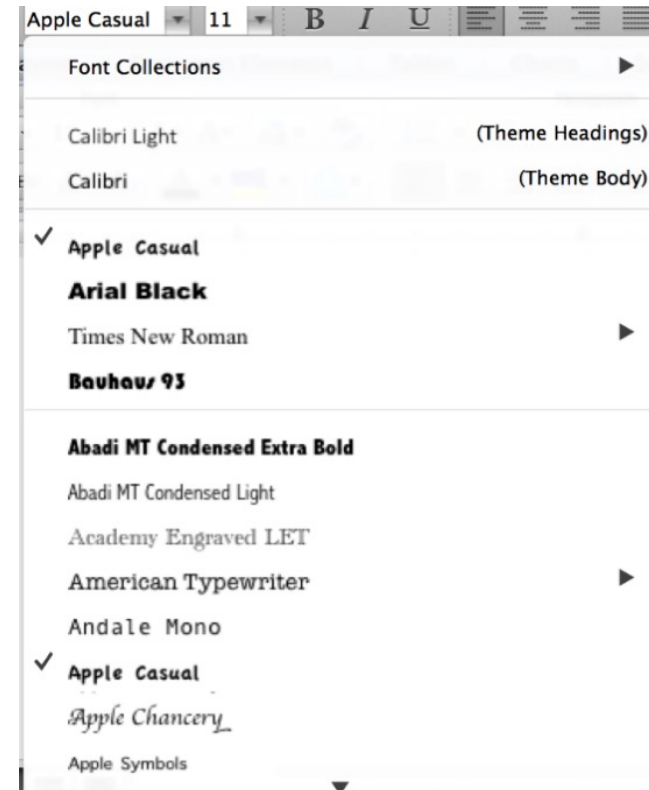 Apple Casual 11 B I U
Font Collections
Calibri Light (Theme Headings)
Calibri (Theme Body)
Apple Casual
Arial Black
Times New Roman
Bauhaus 93
Abadi MT Condensed Extra Bold
Abadi MT Condensed Light
Academy Engraved LET
American Typewriter
Andale Mono
Apple Casual
Apple Chancery
Apple Symbols